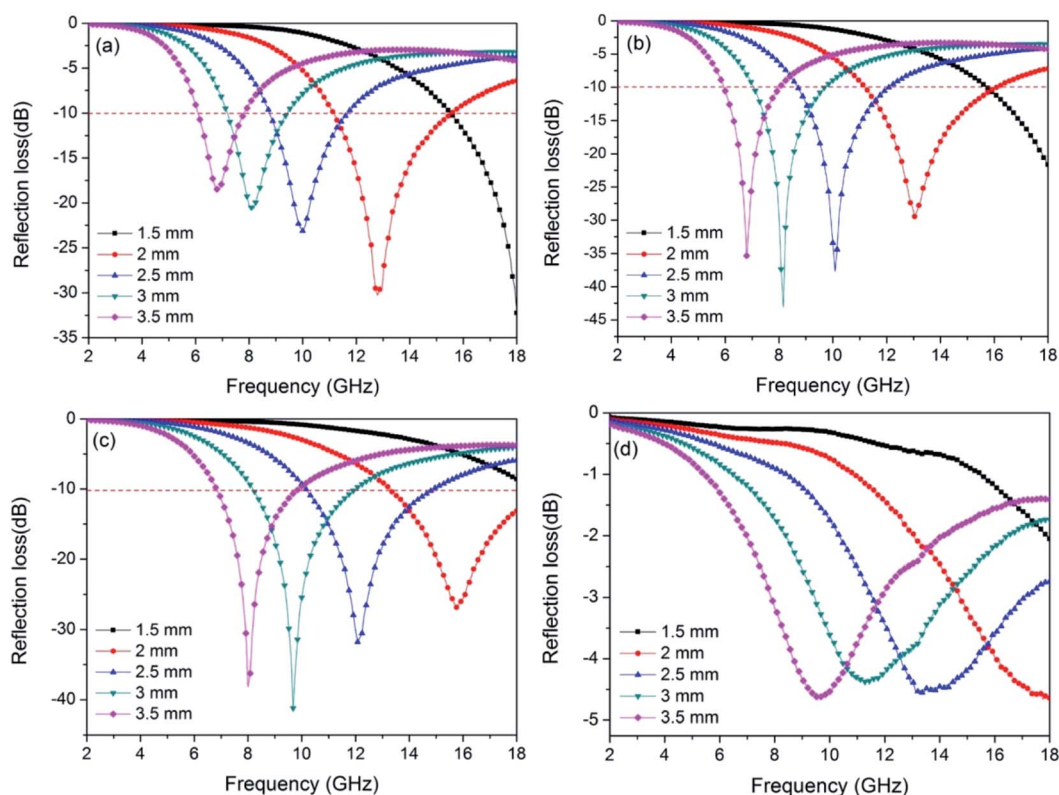 (a)
Reflection loss(dB)
0
-5
-10
-15
-20
-25
-30
-35
1.5 mm
2 mm
2.5 mm
3 mm
3.5 mm
2 4 6 8 10 12 14 16 18
Frequency (GHz)
(b)
Reflection loss(dB)
0
-5
-10
-15
-20
-25
-30
-35
-40
-45
1.5 mm
2 mm
2.5 mm
3 mm
3.5 mm
2 4 6 8 10 12 14 16 18
Frequency (GHz)
(c)
Reflection loss(dB)
0
-10
-20
-30
-40
1.5 mm
2 mm
2.5 mm
3 mm
3.5 mm
2 4 6 8 10 12 14 16 18
Frequency (GHz)
(d)
Reflection loss(dB)
0
-1
-2
-3
-4
-5
1.5 mm
2 mm
2.5 mm
3 mm
3.5 mm
2 4 6 8 10 12 14 16 18
Frequency (GHz)